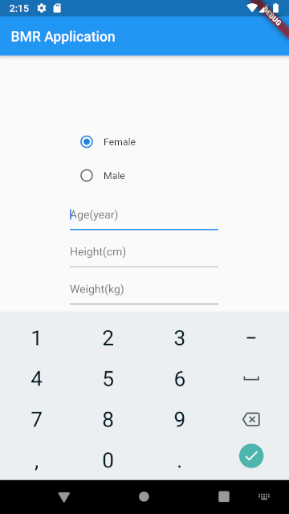 2:15
DEBUG
BMR Application
Female
Male
Age(year)
Height(cm)
Weight(kg)
1 2 3 -
4 5 6
7 8 9
, 0 .